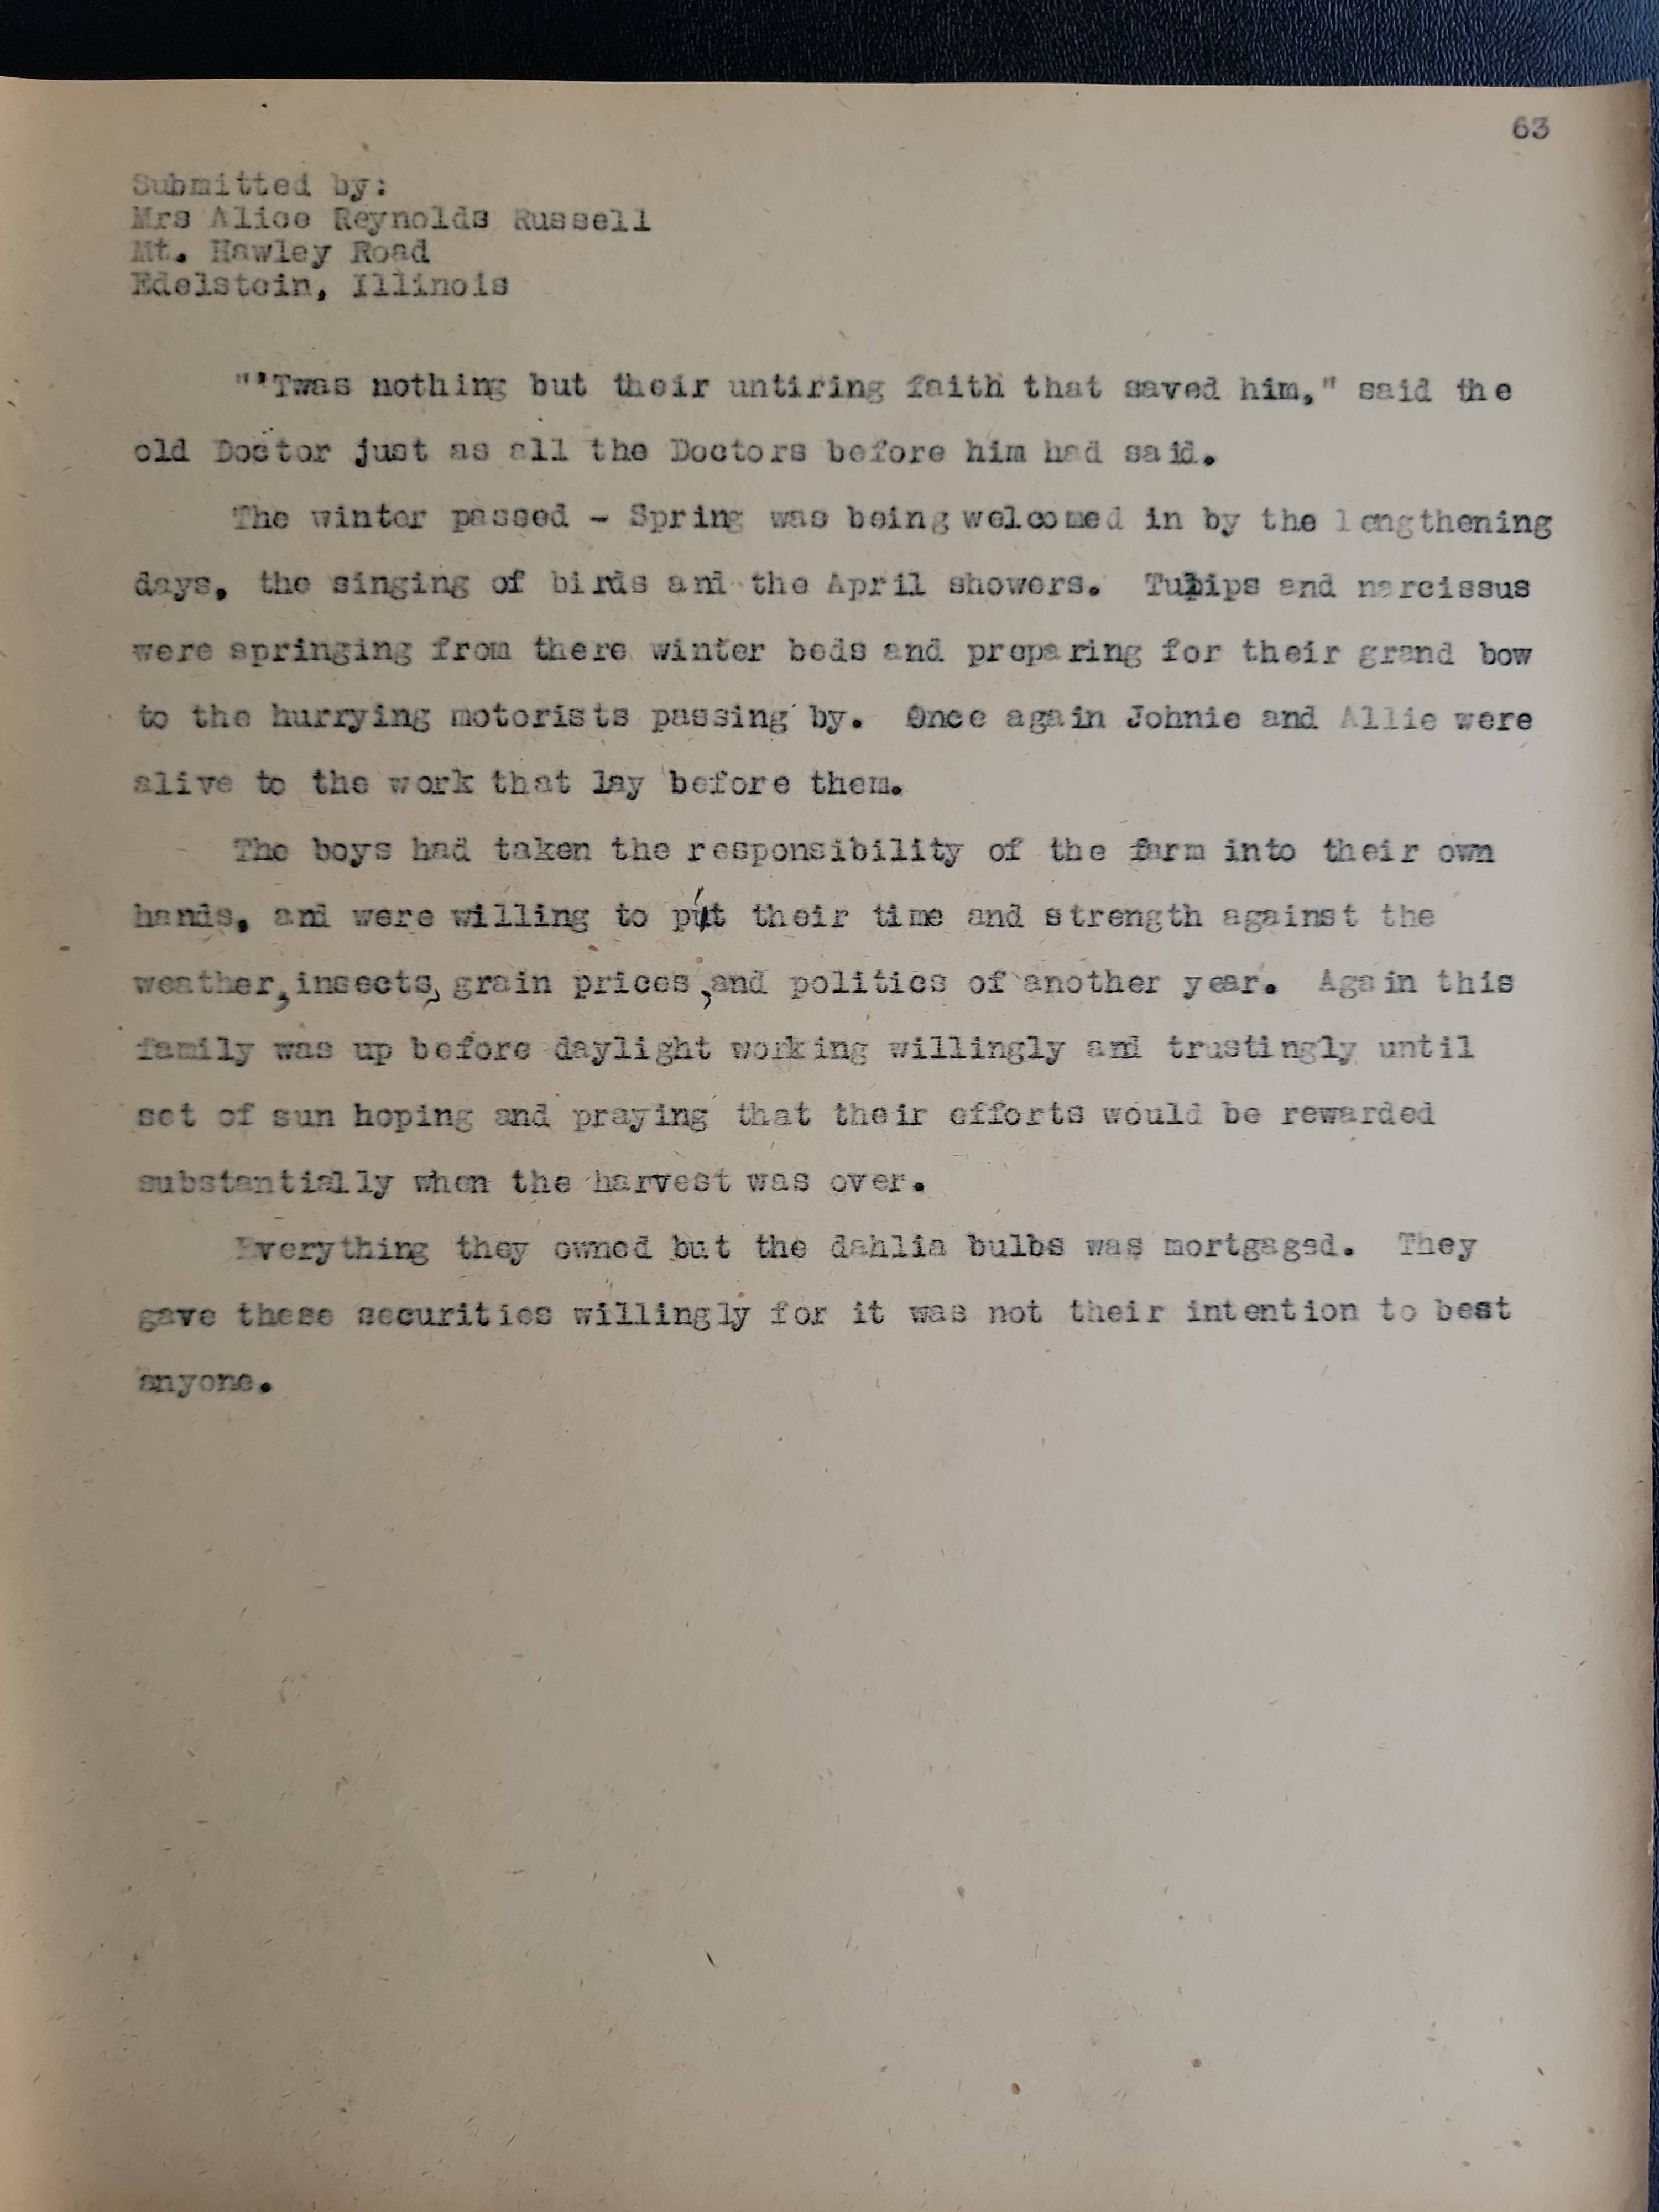 63
Submitted by:
Mrs Alice Reynolds Russell
Mt. Hawley Road
Edelstein, Illinois
"'Twas nothing but their untiring faith that saved him," said the
old Doctor just as all the Doctors before him had said.
The winter passed - Spring was being welcomed in by the lengthening
days, the singing of birds and the April showers. Tulips and narcissus
were springing from there winter beds and preparing for their grand bow
to the hurrying motorists passing by. Once again Johnie and Allie were
alive to the work that lay before them.
The boys had taken the responsibility of the farm into their own
hands, and were willing to put their time and strength against the
weather, insects, grain prices, and politics of another year. Again this
family was up before daylight working willingly and trustingly until
set of sun hoping and praying that their efforts would be rewarded
substantially when the harvest was over.
Everything they owned but the dahlia bulbs was mortgaged. They
gave these securities willingly for it was not their intention to best
anyone.